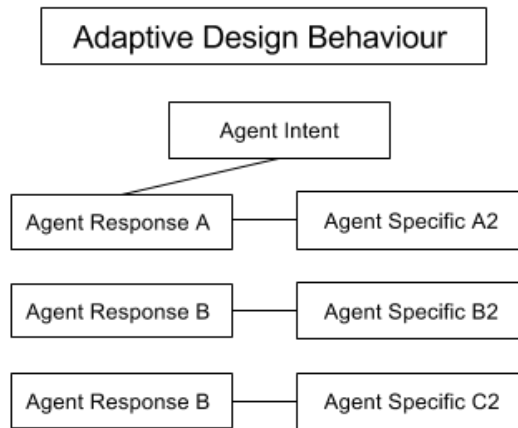 Adaptive Design Behaviour
Agent Intent
Agent Response A
Agent Specific A2
Agent Response B
Agent Specific B2
Agent Response B
Agent Specific C2